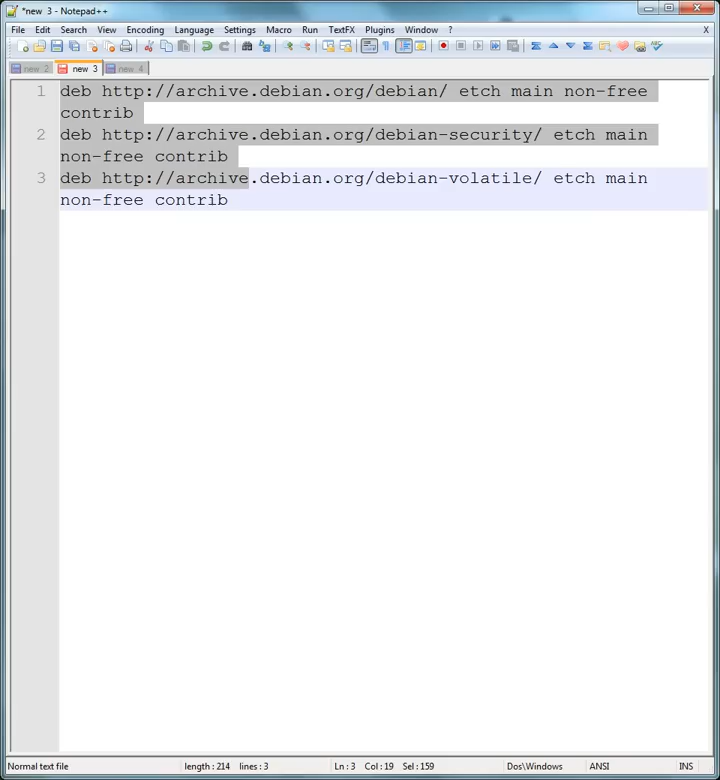 *new 3 - Notepad++
File Edit Search View Encoding Language Settings Macro Run TextFX Plugins Window ? X
new 2 new 3 new 4
1 deb http://archive.debian.org/debian/ etch main non-free
contrib
2 deb http://archive.debian.org/debian-security/ etch main
non-free contrib
3 deb http://archive.debian.org/debian-volatile/ etch main
non-free contrib
Normal text file length : 214 lines : 3 Ln : 3 Col : 19 Sel : 159 Dos\Windows ANSI INS